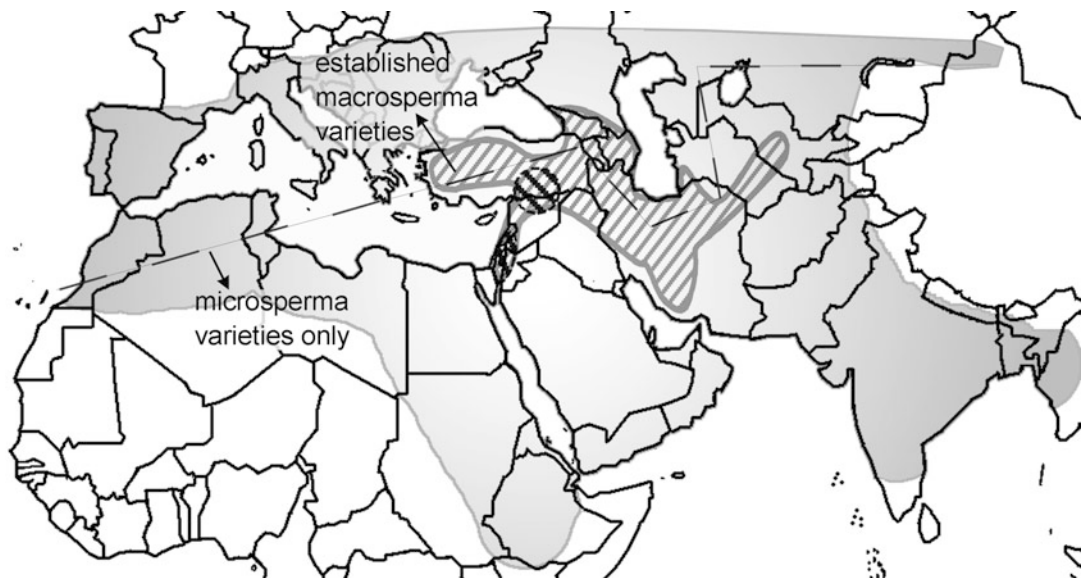 established
macrosperma
varieties
microsperma
varieties only